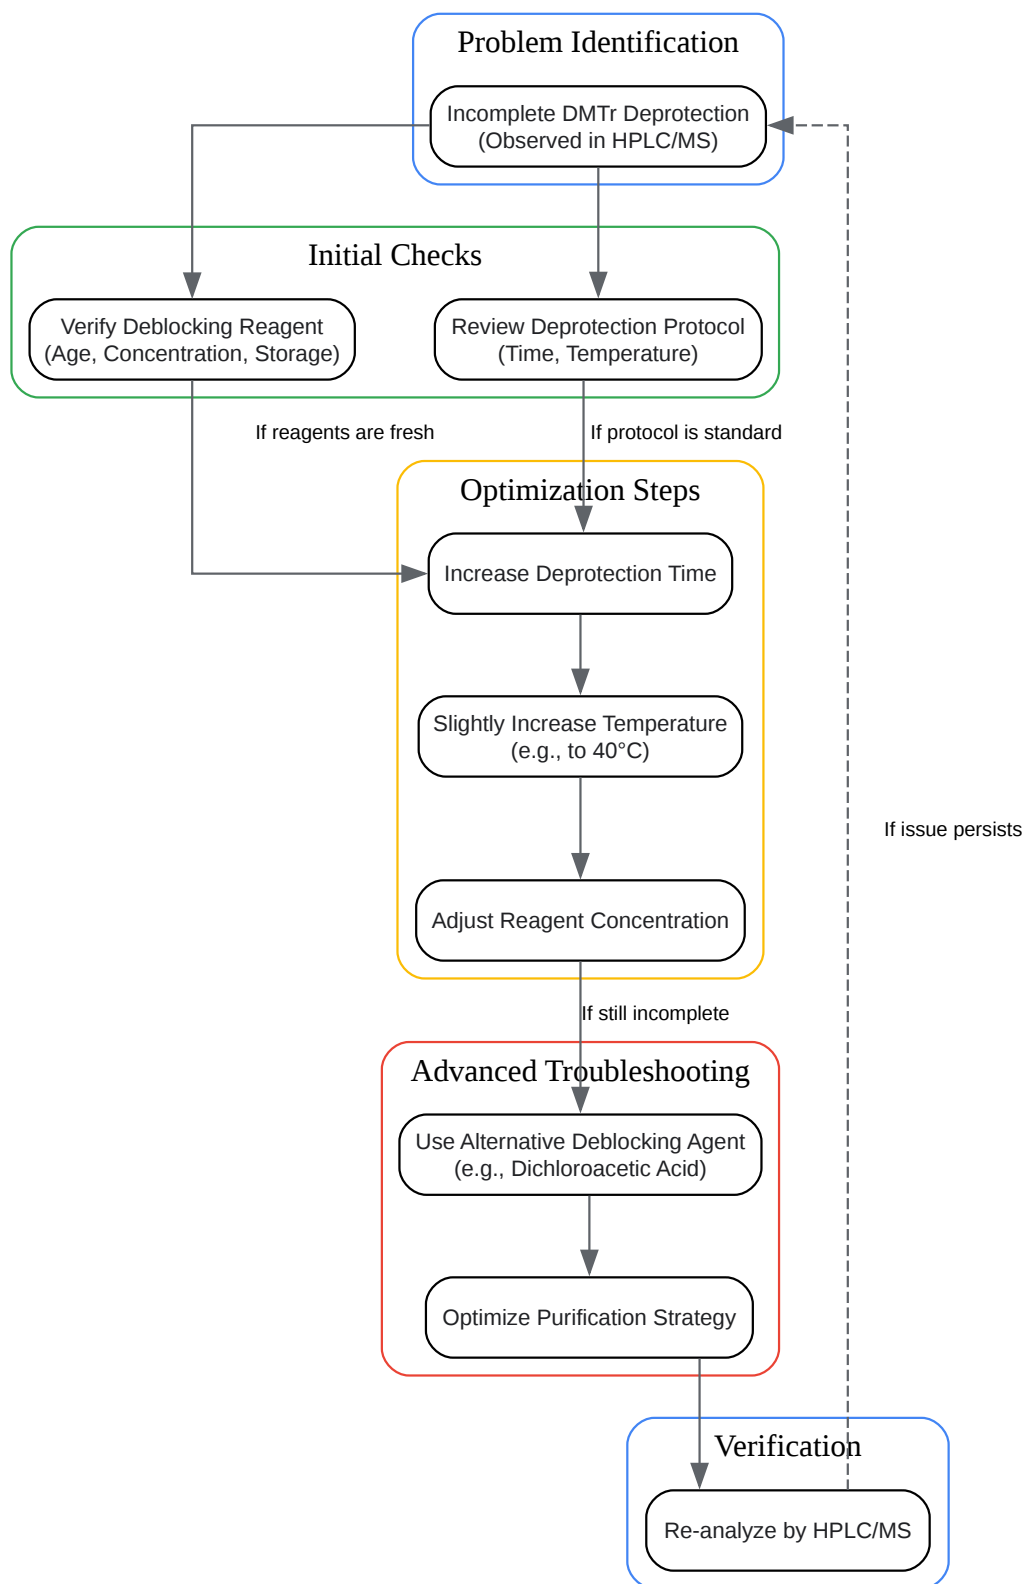 Problem Identification
Incomplete DMTr Deprotection
(Observed in HPLC/MS)
Initial Checks
Verify Deblocking Reagent
(Age, Concentration, Storage)
Review Deprotection Protocol
(Time, Temperature)
If reagents are fresh
If protocol is standard
Optimization Steps
Increase Deprotection Time
Slightly Increase Temperature
(e.g., to 40°C)
If issue persists
Adjust Reagent Concentration
If still incomplete
Advanced Troubleshooting
Use Alternative Deblocking Agent
(e.g., Dichloroacetic Acid)
Optimize Purification Strategy
Verification
Re-analyze by HPLC/MS